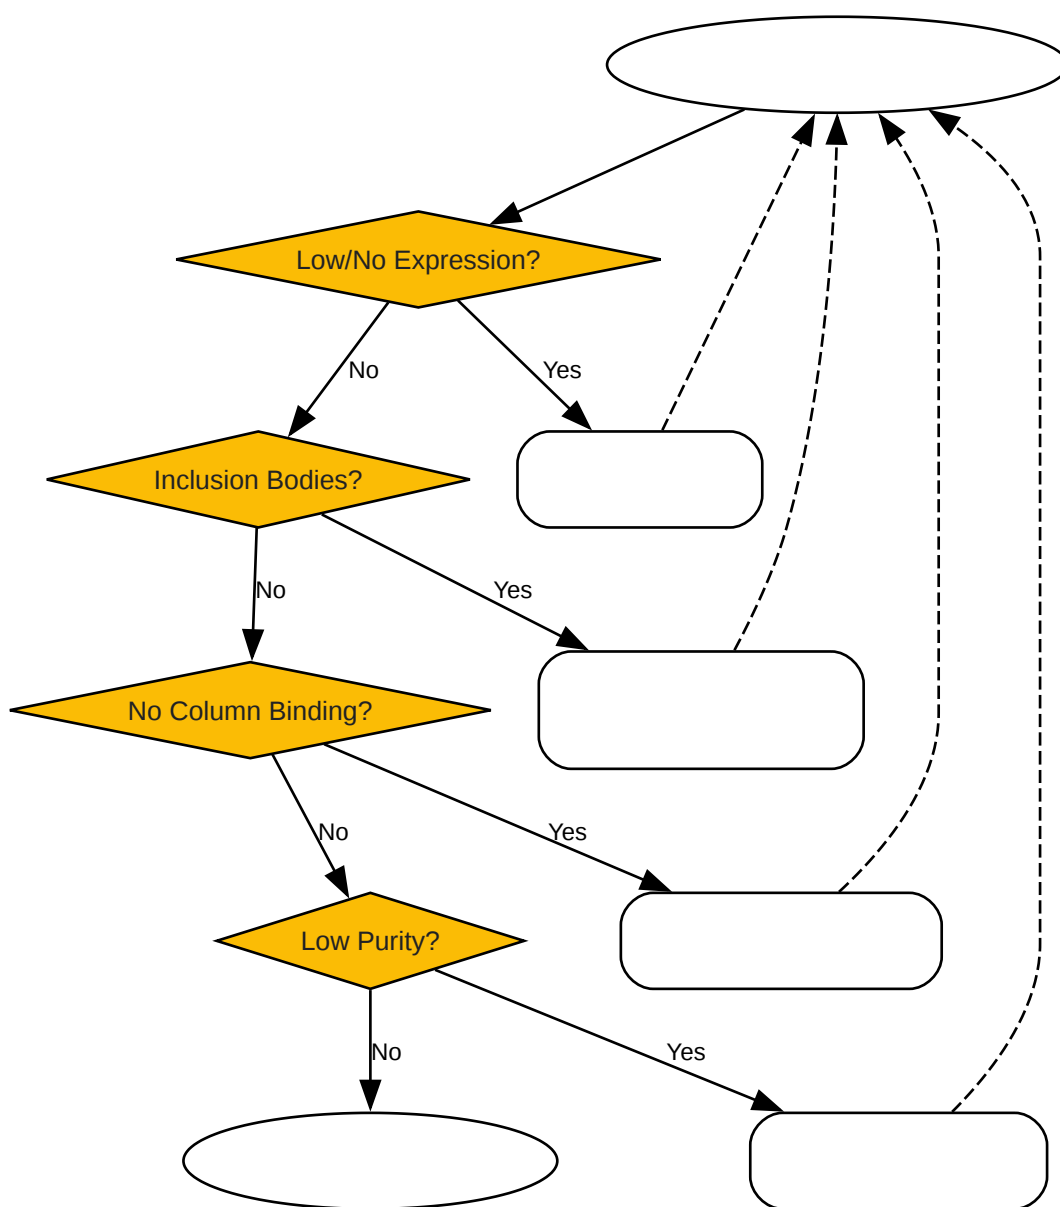 Low/No Expression?
No
Yes
Inclusion Bodies?
No
Yes
No Column Binding?
No
Yes
Low Purity?
No
Yes